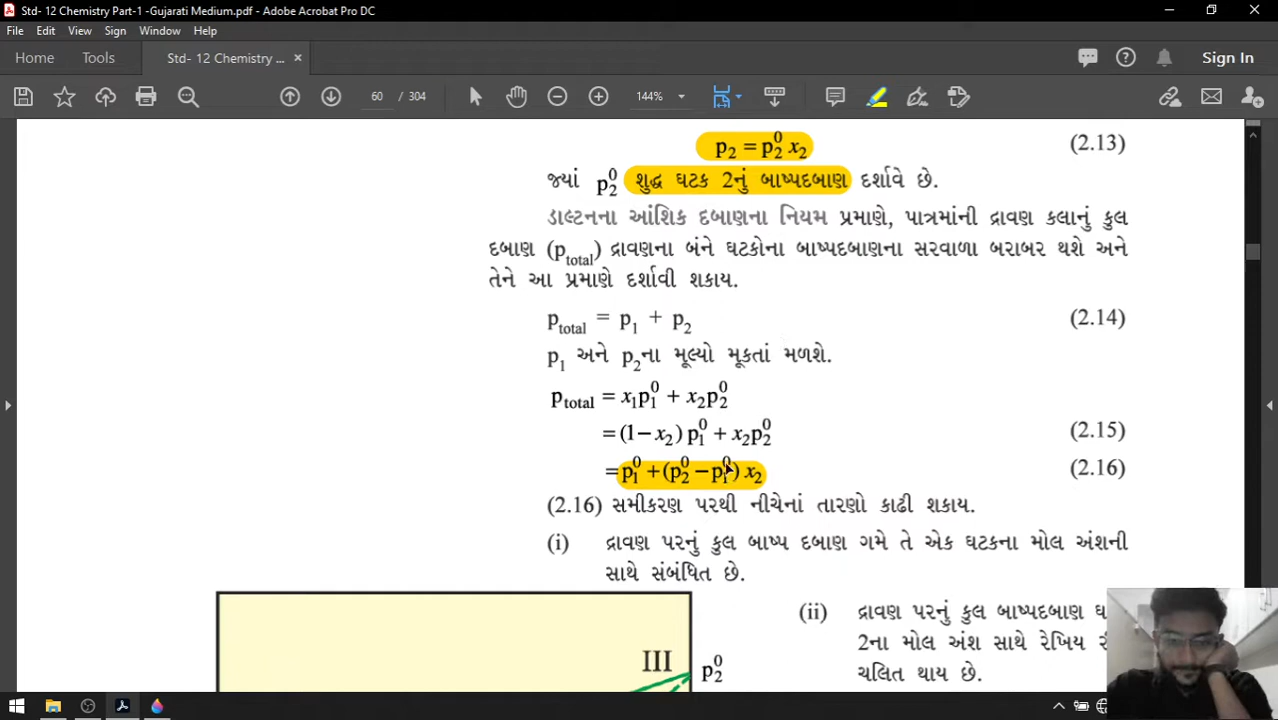 Std- 12 Chemistry Part-1 -Gujarati Medium.pdf - Adobe Acrobat Pro DC
File Edit View Sign Window Help
Home Tools Std- 12 Chemistry ... × Sign In
60 / 304 144%
p₂ = p₂⁰ x₂ (2.13)
જ્યાં p₂⁰ શુદ્ધ ઘટક 2નું બાષ્પદબાણ દર્શાવે છે.
ડાલ્ટનના આંશિક દબાણના નિયમ પ્રમાણે, પાત્રમાંની દ્રાવણ કલાનું કુલ
દબાણ (p_total) દ્રાવણના બંને ઘટકોના બાષ્પદબાણના સરવાળા બરાબર થશે અને
તેને આ પ્રમાણે દર્શાવી શકાય.
p_total = p₁ + p₂ (2.14)
p₁ અને p₂ના મૂલ્યો મૂકતાં મળશે.
p_total = x₁p₁⁰ + x₂p₂⁰
= (1 – x₂) p₁⁰ + x₂p₂⁰ (2.15)
= p₁⁰ + (p₂⁰ – p₁⁰) x₂ (2.16)
(2.16) સમીકરણ પરથી નીચેનાં તારણો કાઢી શકાય.
(i) દ્રાવણ પરનું કુલ બાષ્પ દબાણ ગમે તે એક ઘટકના મોલ અંશની
સાથે સંબંધિત છે.
(ii) દ્રાવણ પરનું કુલ બાષ્પદબાણ
2ના મોલ અંશ સાથે રેખિય
ચલિત થાય છે.
III p₂⁰